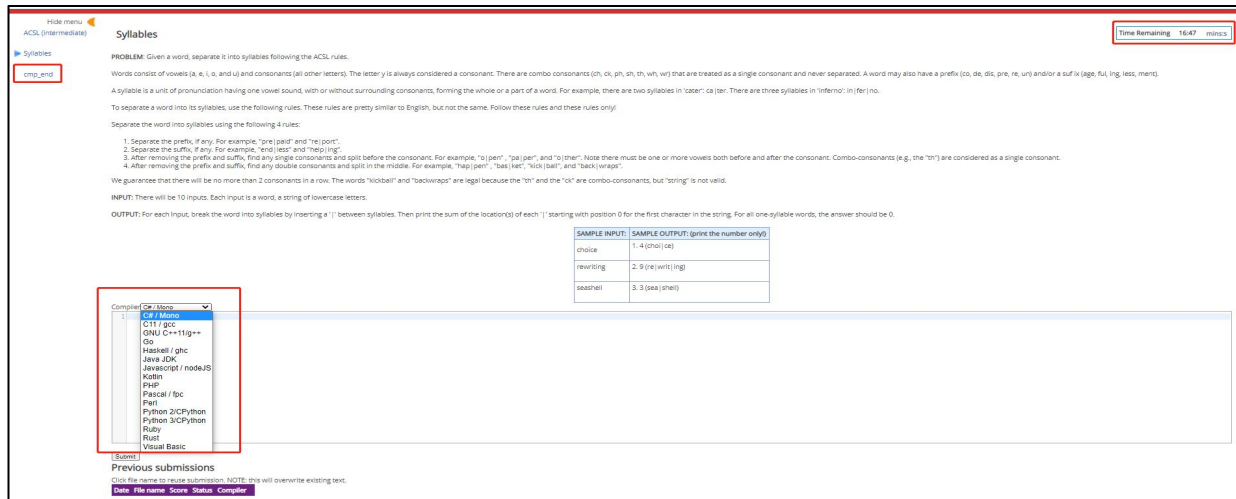 Hide menu
ACSL (intermediate)
Syllables
cmp_end
Syllables
Time Remaining 16:47 mins:s
PROBLEM: Given a word, separate it into syllables following the ACSL rules.
Words consist of vowels (a, e, i, o, and u) and consonants (all other letters). The letter y is always considered a consonant. There are combo consonants (ch, ck, ph, sh, th, wh, wr) that are treated as a single consonant and never separated. A word may also have a prefix (co, de, dis, pre, re, un) and/or a suf ix (age, ful, ing, less, ment).
A syllable is a unit of pronunciation having one vowel sound, with or without surrounding consonants, forming the whole or a part of a word. For example, there are two syllables in 'cater': ca|ter. There are three syllables in 'inferno': in|fer|no.
To separate a word into its syllables, use the following rules. These rules are pretty similar to English, but not the same. Follow these rules and these rules only!
Separate the word into syllables using the following 4 rules:
1. Separate the prefix, if any. For example, "pre|paid" and "re|port".
2. Separate the suffix, if any. For example, "end|less" and "help|ing".
3. After removing the prefix and suffix, find any single consonants and split before the consonant. For example, "o|pen" , "pa|per", and "o|ther". Note there must be one or more vowels both before and after the consonant. Combo-consonants (e.g., the "th") are considered as a single consonant.
4. After removing the prefix and suffix, find any double consonants and split in the middle. For example, "hap|pen" , "bas|ket", "kick|ball", and "back|wraps".
We guarantee that there will be no more than 2 consonants in a row. The words "kickball" and "backwraps" are legal because the "th" and the "ck" are combo-consonants, but "string" is not valid.
INPUT: There will be 10 inputs. Each input is a word, a string of lowercase letters.
OUTPUT: For each input, break the word into syllables by inserting a '|' between syllables. Then print the sum of the location(s) of each '|' starting with position 0 for the first character in the string. For all one-syllable words, the answer should be 0.
SAMPLE INPUT: SAMPLE OUTPUT: (print the number only!)
choice 1. 4 (choi|ce)
rewriting 2. 9 (re|writ|ing)
seashell 3. 3 (sea|shell)
Compiler C# / Mono
1
C# / Mono
C11 / gcc
GNU C++11/g++
Go
Haskell / ghc
Java JDK
Javascript / nodeJS
Kotlin
PHP
Pascal / fpc
Perl
Python 2/CPython
Python 3/CPython
Ruby
Rust
Visual Basic
Submit
Previous submissions
Click file name to reuse submission. NOTE: this will overwrite existing text.
Date File name Score Status Compiler